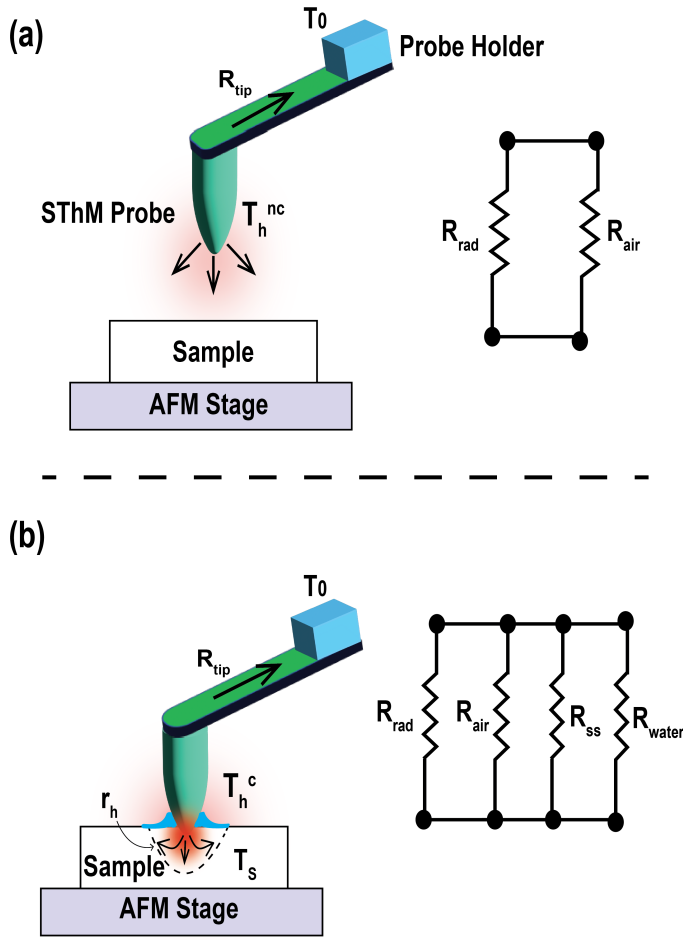 (a)
T0
Probe Holder
Rtip
SThM Probe
Th nc
Rrad
Rair
Sample
AFM Stage
(b)
T0
Rtip
Rrad
Rair
Rss
Rwater
Th c
rh
Sample
Ts
AFM Stage